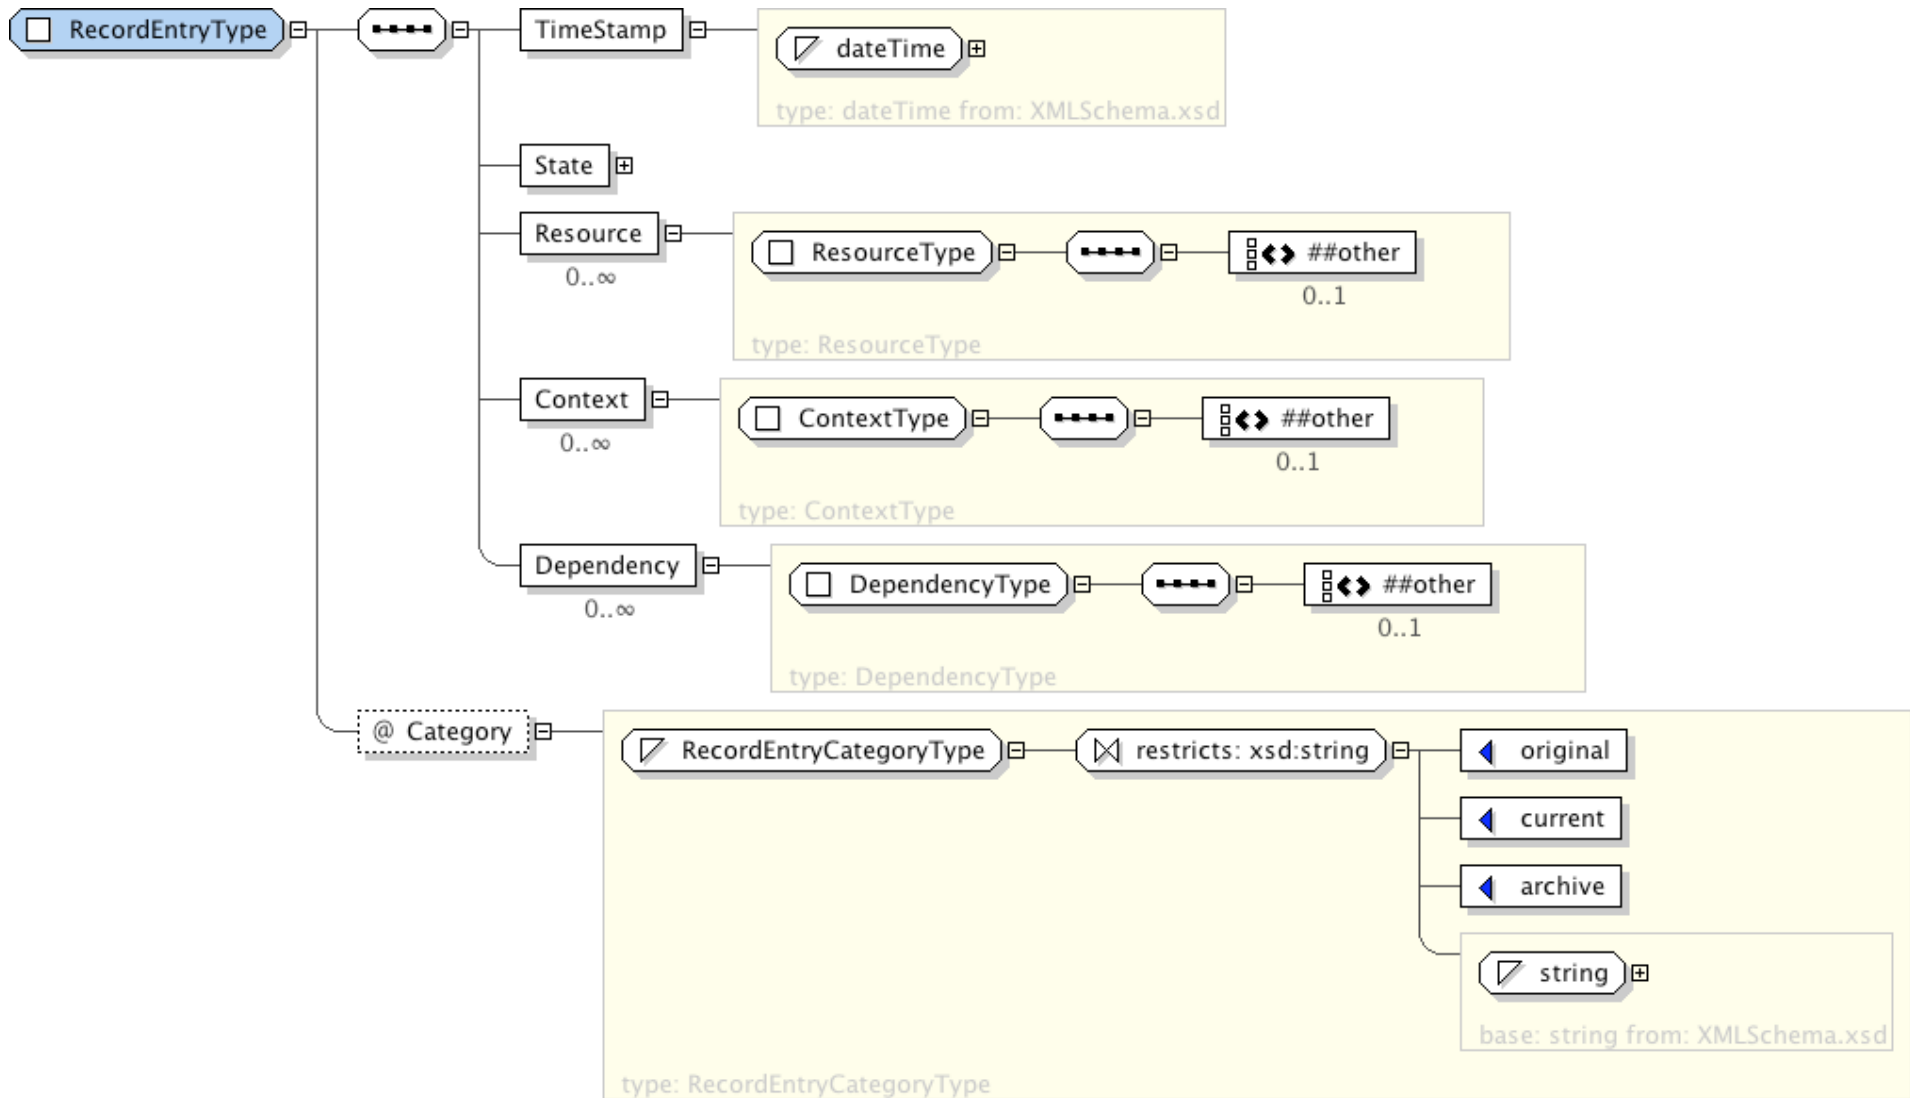 RecordEntryType
TimeStamp
dateTime
type: dateTime from: XMLSchema.xsd
State
Resource
0..∞
ResourceType
##other
0..1
type: ResourceType
Context
0..∞
ContextType
##other
0..1
type: ContextType
Dependency
0..∞
DependencyType
##other
0..1
type: DependencyType
@ Category
RecordEntryCategoryType
restricts: xsd:string
original
current
archive
string
base: string from: XMLSchema.xsd
type: RecordEntryCategoryType